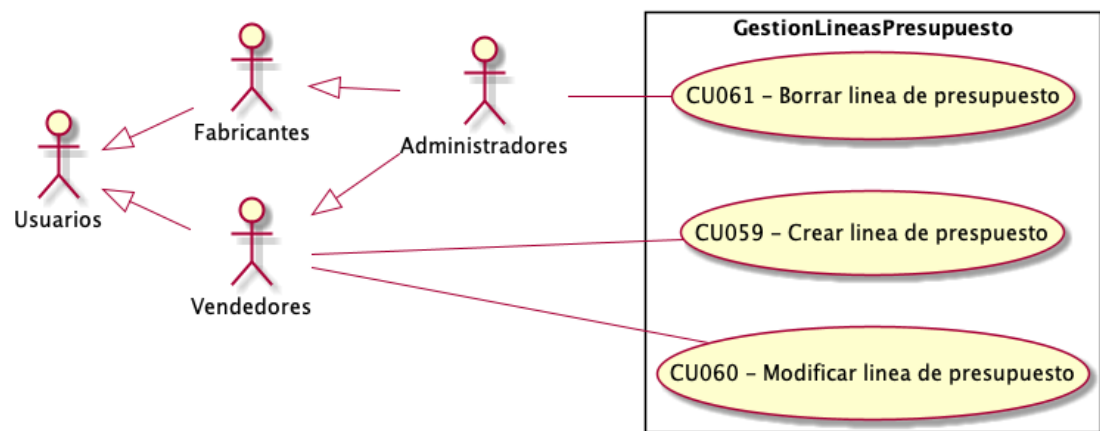 GestionLineasPresupuesto
CU061 – Borrar linea de presupuesto
Fabricantes
Administradores
Usuarios
CU059 – Crear linea de prespuesto
Vendedores
CU060 – Modificar linea de presupuesto